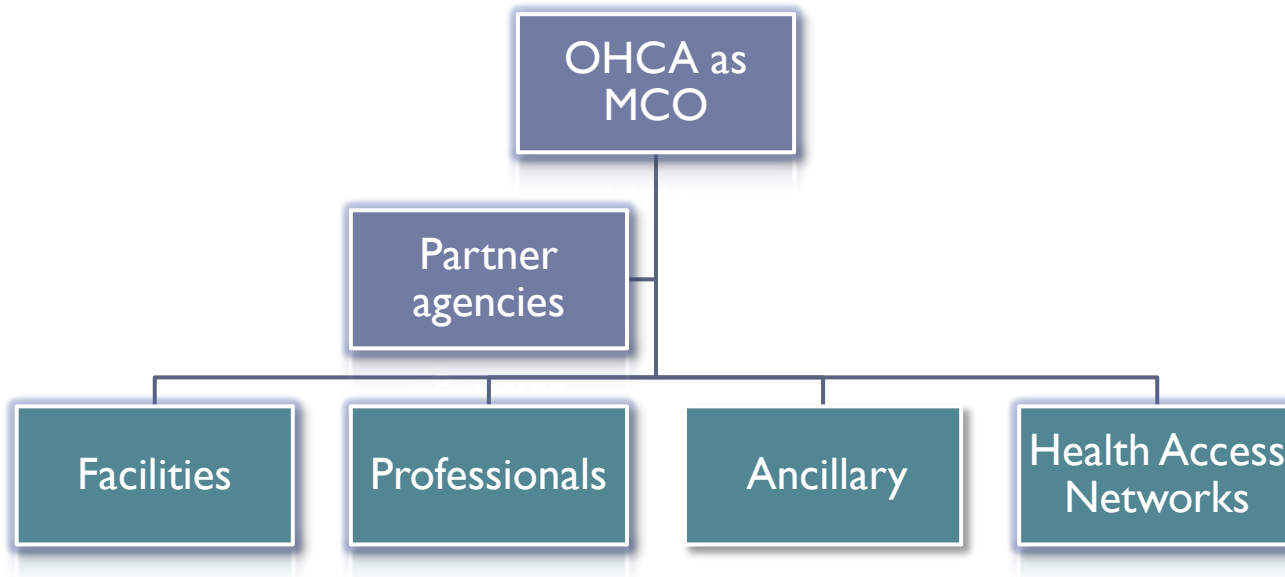 OHCA as
MCO
Partner
agencies
Facilities
Professionals
Ancillary
Health Access
Networks